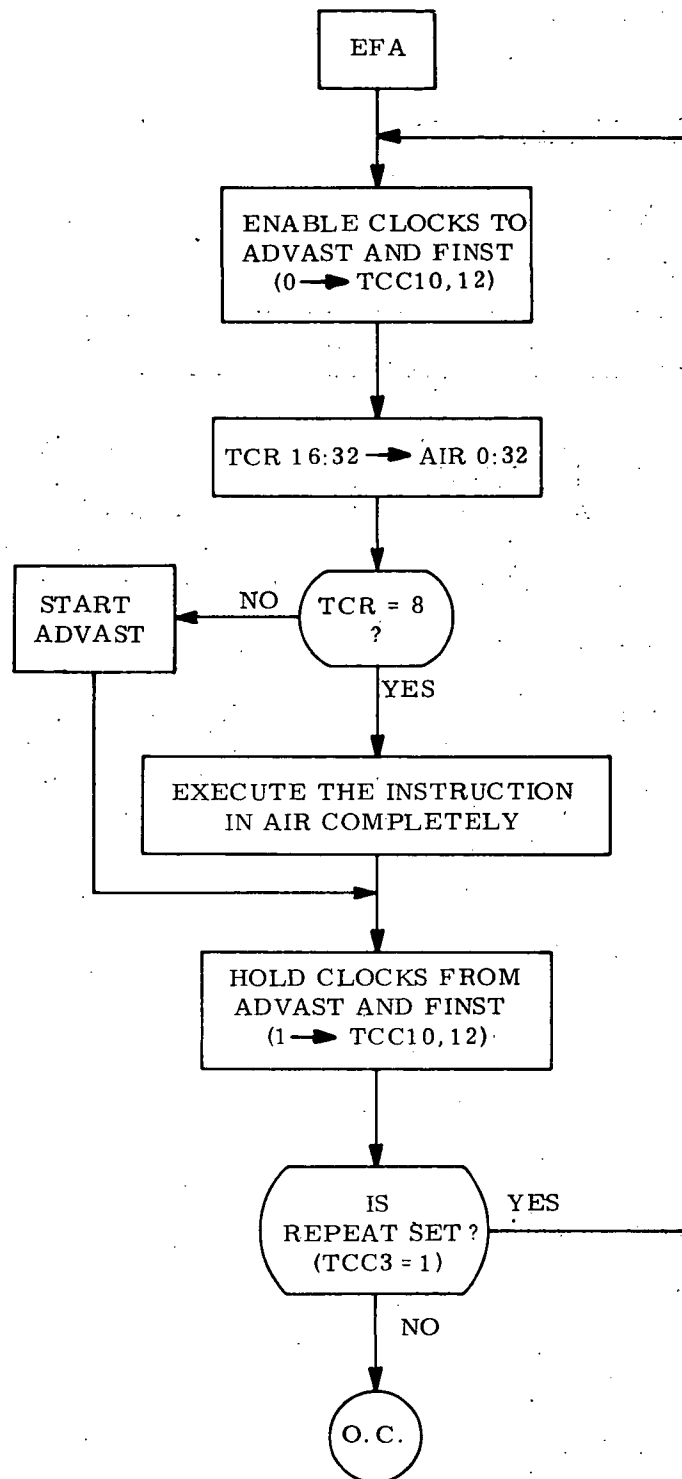 EFA
ENABLE CLOCKS TO
ADVAST AND FINST
(0 → TCC10, 12)
TCR 16:32 → AIR 0:32
TCR = 8
?
NO
START
ADVAST
YES
EXECUTE THE INSTRUCTION
IN AIR COMPLETELY
HOLD CLOCKS FROM
ADVAST AND FINST
(1 → TCC10, 12)
IS
REPEAT SET ?
(TCC3 = 1)
YES
NO
O. C.